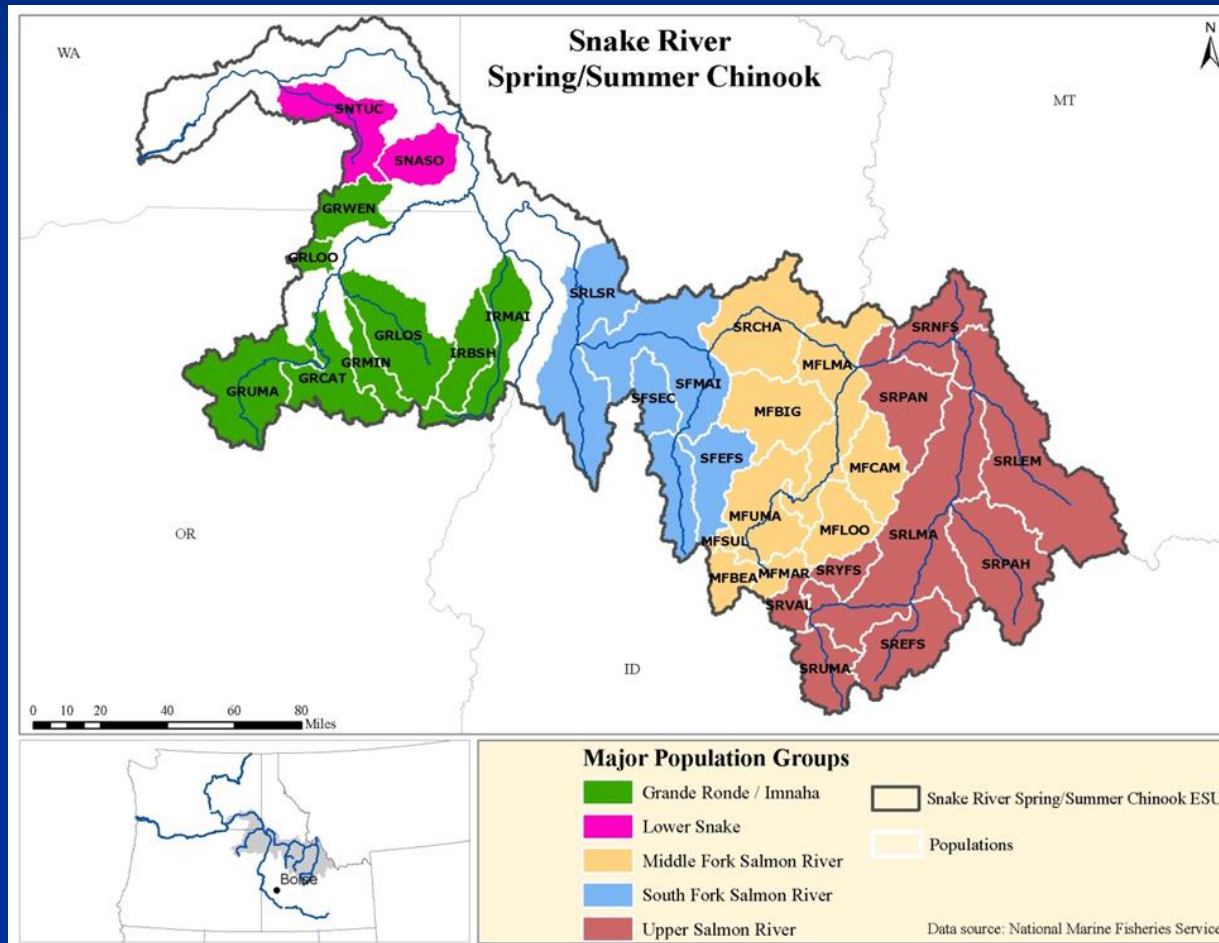 Snake River
Spring/Summer Chinook
N
WA
MT
OR
ID
SNTUC
SNASO
GRWEN
GRLOO
SRLSR
IRMAI
SRCHA
SRNFS
GRLOS
IRBSH
GRMIN
MFLMA
GRCAT
GRUMA
SFMAI
SFSEC
SRPAN
MFBIG
SFEFS
MFCAM
SRLEM
MFUMA
MFLOO
SRLMA
MFSUL
SRPAH
MFBEA
MFMAR
SRYFS
SRVAL
SREFS
SRUMA
0 10 20 40 60 80
Miles
Boise
Major Population Groups
Grande Ronde / Imnaha
Lower Snake
Middle Fork Salmon River
South Fork Salmon River
Upper Salmon River
Snake River Spring/Summer Chinook ESU
Populations
Data source: National Marine Fisheries Service